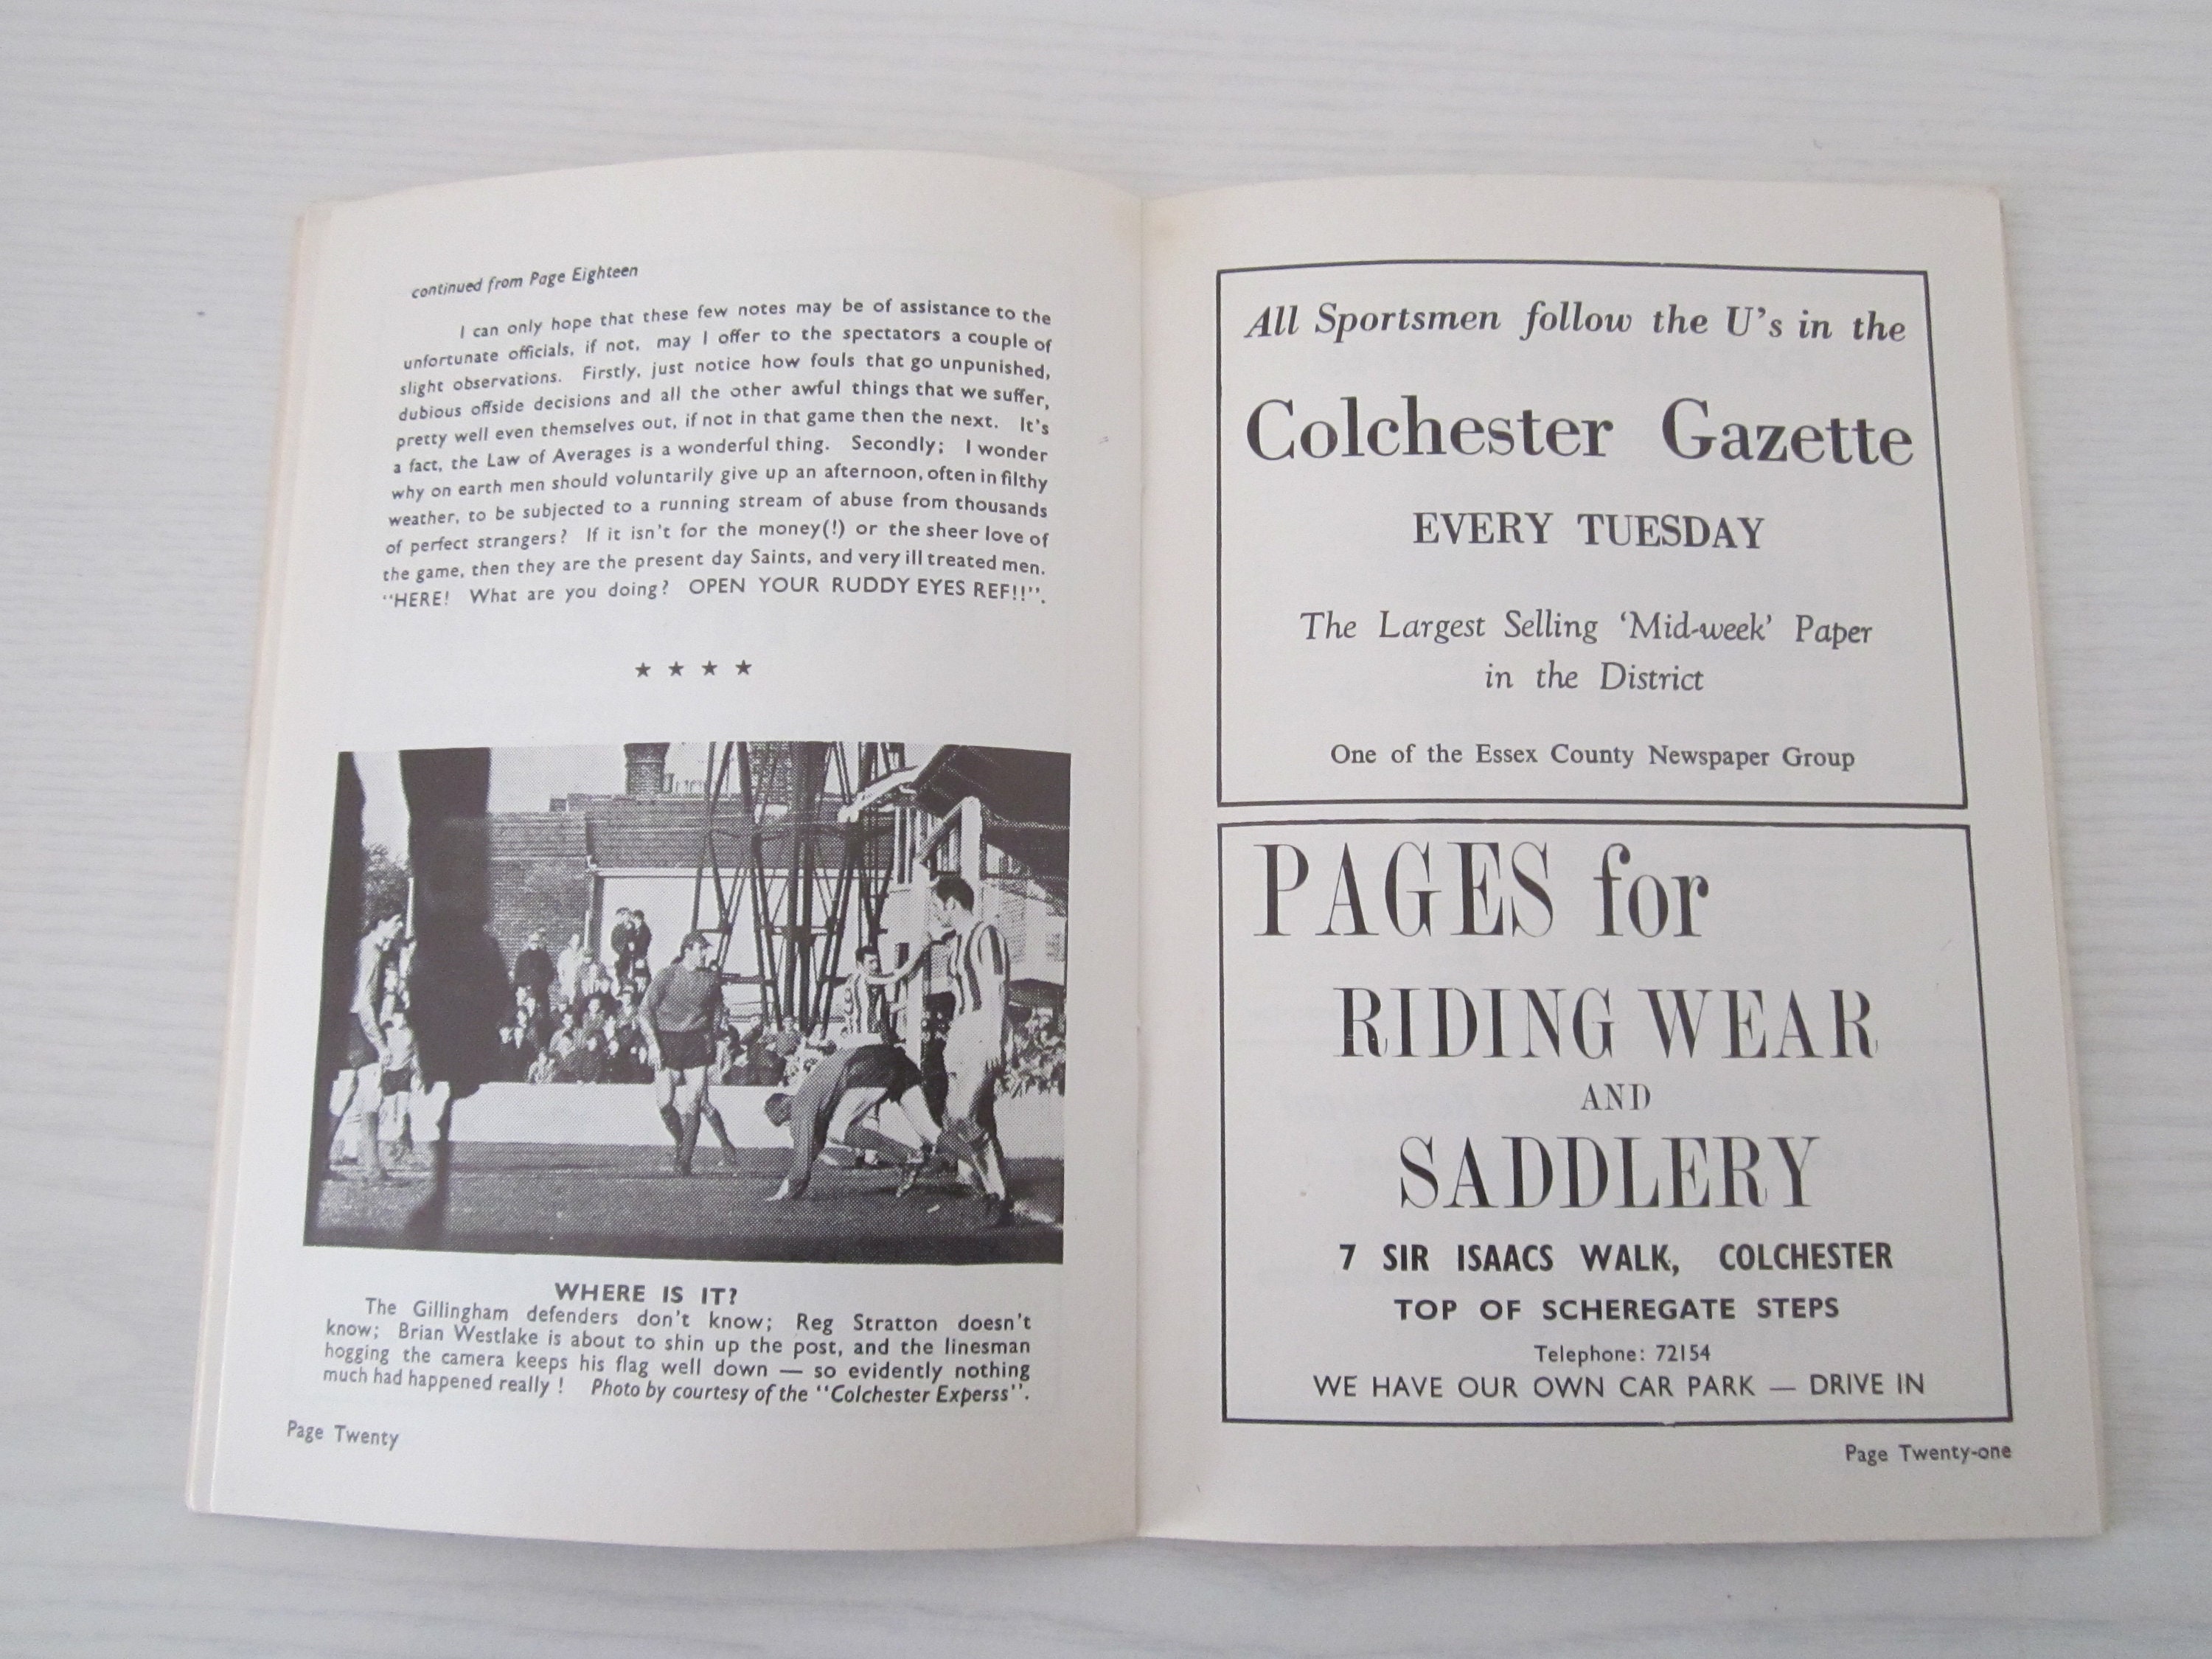 continued from Page Eighteen
I can only hope that these few notes may be of assistance to the
unfortunate officials, if not, may I offer to the spectators a couple of
slight observations. Firstly, just notice how fouls that go unpunished,
dubious offside decisions and all the other awful things that we suffer,
pretty well even themselves out, if not in that game then the next. It's
a fact, the Law of Averages is a wonderful thing. Secondly; I wonder
why on earth men should voluntarily give up an afternoon, often in filthy
weather, to be subjected to a running stream of abuse from thousands
of perfect strangers? If it isn't for the money(!) or the sheer love of
the game, then they are the present day Saints, and very ill treated men.
"HERE! What are you doing? OPEN YOUR RUDDY EYES REF!!".
★ ★ ★ ★
WHERE IS IT?
The Gillingham defenders don't know; Reg Stratton doesn't
know; Brian Westlake is about to shin up the post, and the linesman
hogging the camera keeps his flag well down — so evidently nothing
much had happened really ! Photo by courtesy of the "Colchester Experss".
Page Twenty
All Sportsmen follow the U's in the
Colchester Gazette
EVERY TUESDAY
The Largest Selling 'Mid-week' Paper
in the District
One of the Essex County Newspaper Group
PAGES for
RIDING WEAR
AND
SADDLERY
7 SIR ISAACS WALK, COLCHESTER
TOP OF SCHEREGATE STEPS
Telephone: 72154
WE HAVE OUR OWN CAR PARK — DRIVE IN
Page Twenty-one